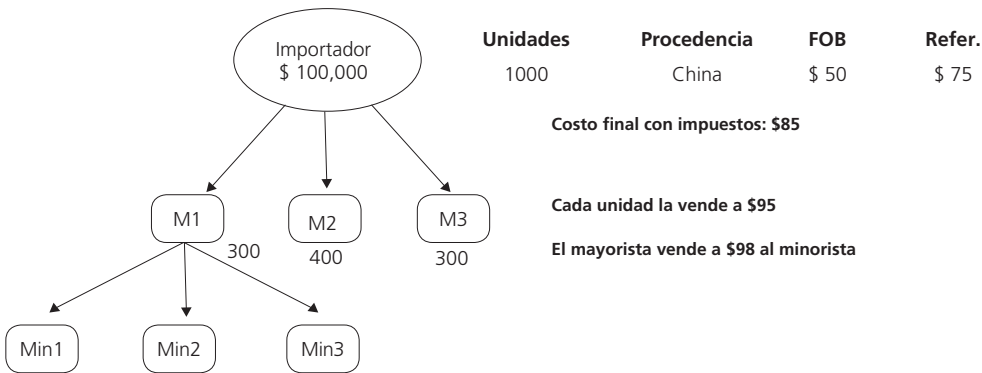 Importador
$ 100,000
Unidades Procedencia FOB Refer.
1000 China $ 50 $ 75
Costo final con impuestos: $85
M1 M2 M3
300 400 300
Cada unidad la vende a $95
El mayorista vende a $98 al minorista
Min1 Min2 Min3